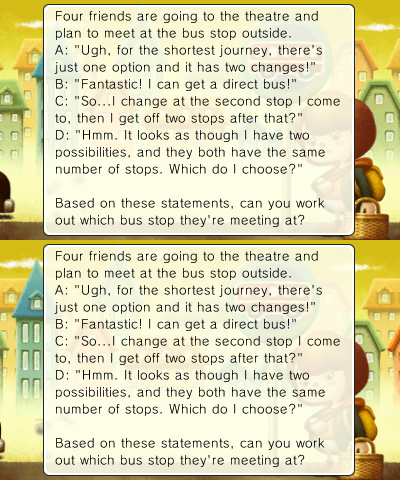 Four friends are going to the theatre and
plan to meet at the bus stop outside.
A: "Ugh, for the shortest journey, there's
just one option and it has two changes!"
B: "Fantastic! I can get a direct bus!"
C: "So...I change at the second stop I come
to, then I get off two stops after that?"
D: "Hmm. It looks as though I have two
possibilities, and they both have the same
number of stops. Which do I choose?"
Based on these statements, can you work
out which bus stop they're meeting at?
Four friends are going to the theatre and
plan to meet at the bus stop outside.
A: "Ugh, for the shortest journey, there's
just one option and it has two changes!"
B: "Fantastic! I can get a direct bus!"
C: "So...I change at the second stop I come
to, then I get off two stops after that?"
D: "Hmm. It looks as though I have two
possibilities, and they both have the same
number of stops. Which do I choose?"
Based on these statements, can you work
out which bus stop they're meeting at?